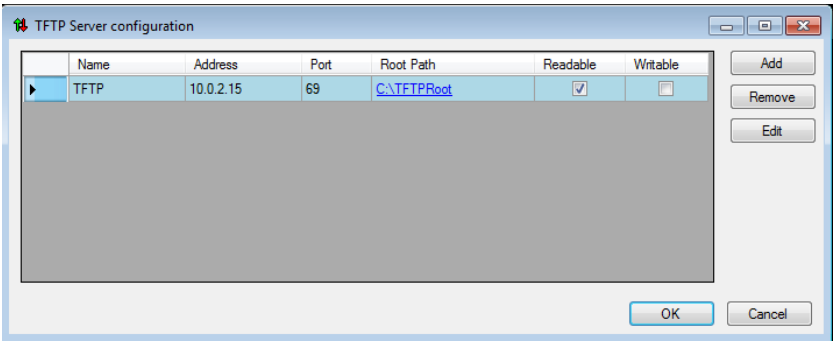 TFTP Server configuration
Name Address Port Root Path Readable Writable
TFTP 10.0.2.15 69 C:\TFTPRoot
Add
Remove
Edit
OK Cancel